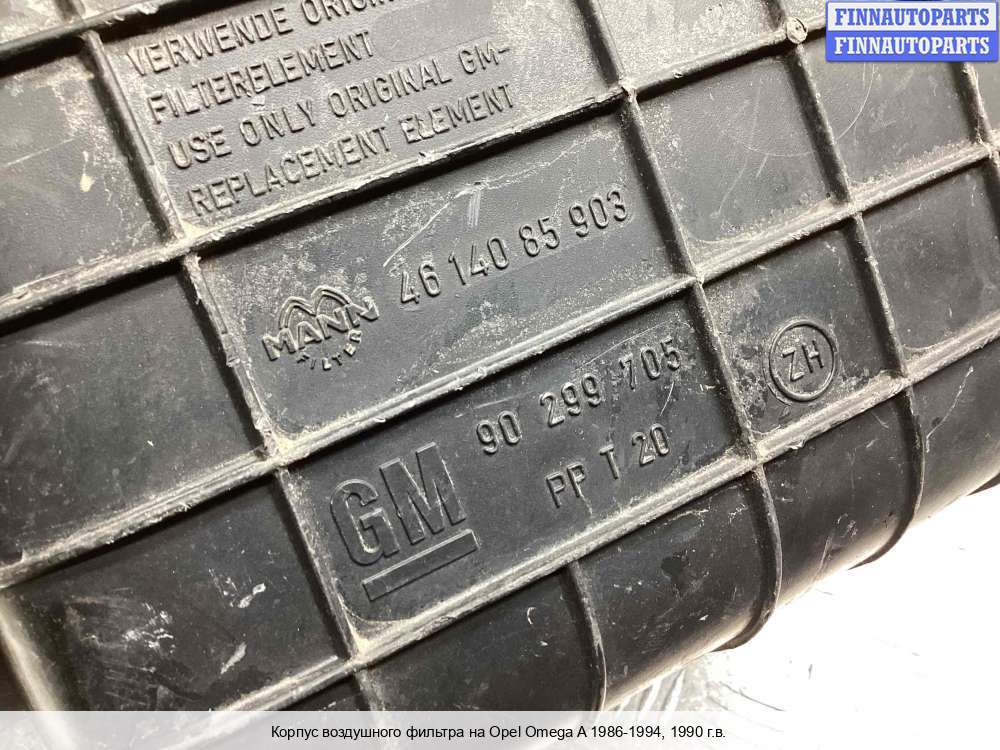 FINNAUTOPARTS
FINNAUTOPARTS
VERWENDE ORIGIN
FILTERELEMENT
USE ONLY ORIGINAL GM-
REPLACEMENT ELEMENT
MANN
FILTER
46 140 85 903
ZH
GM
90 299 705
PP T 20
Корпус воздушного фильтра на Opel Omega A 1986-1994, 1990 г.в.